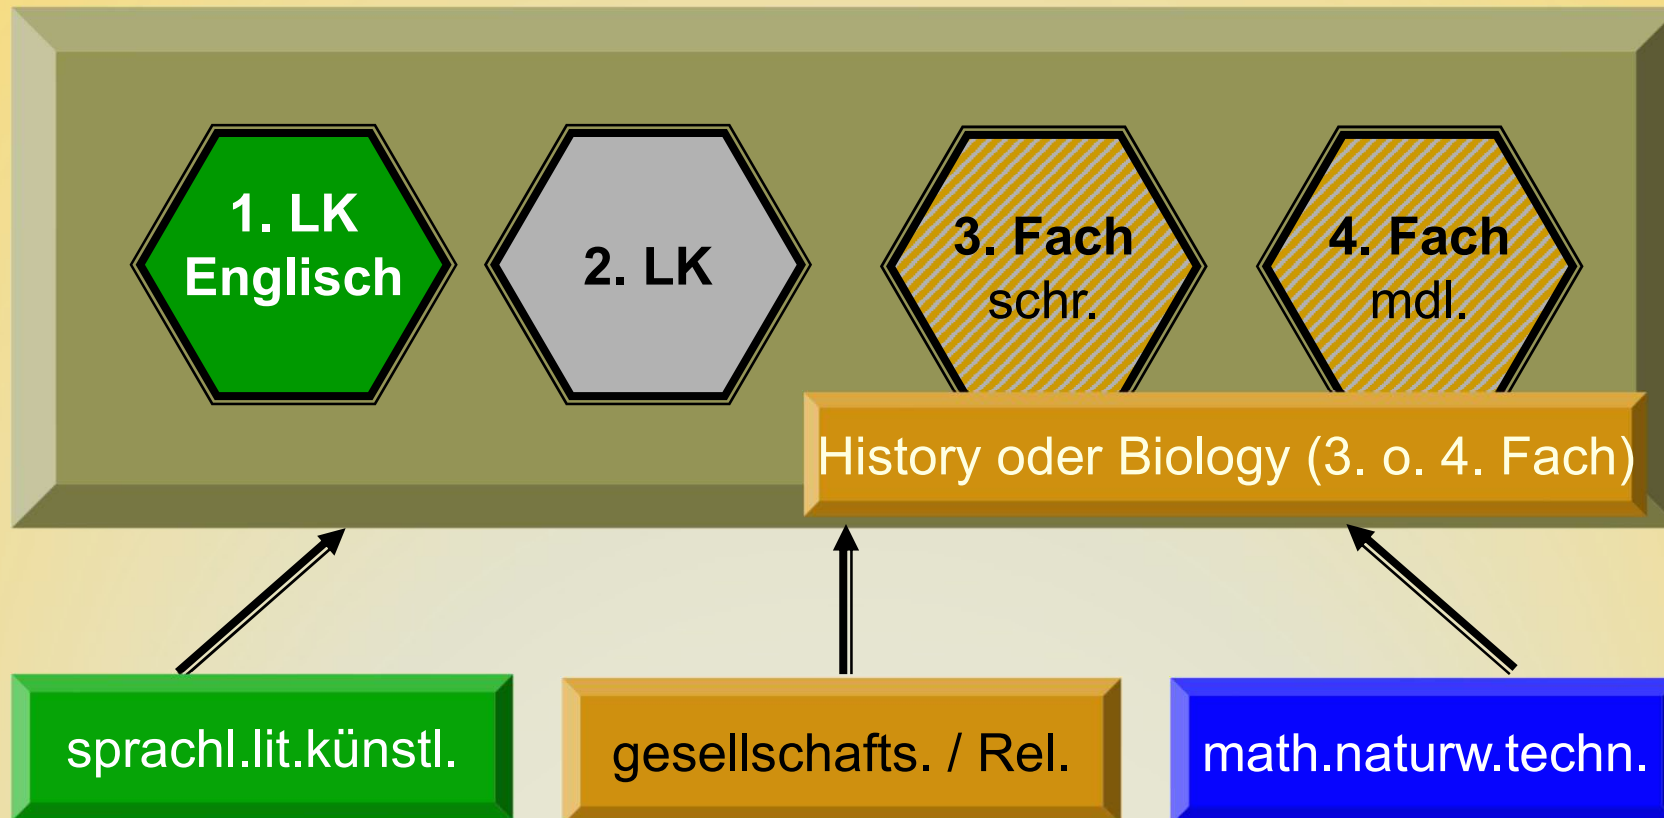 1. LK
Englisch
2. LK
3. Fach
schr.
4. Fach
mdl.
History oder Biology (3. o. 4. Fach)
sprachl.lit.künstl.
gesellschafts. / Rel.
math.naturw.techn.